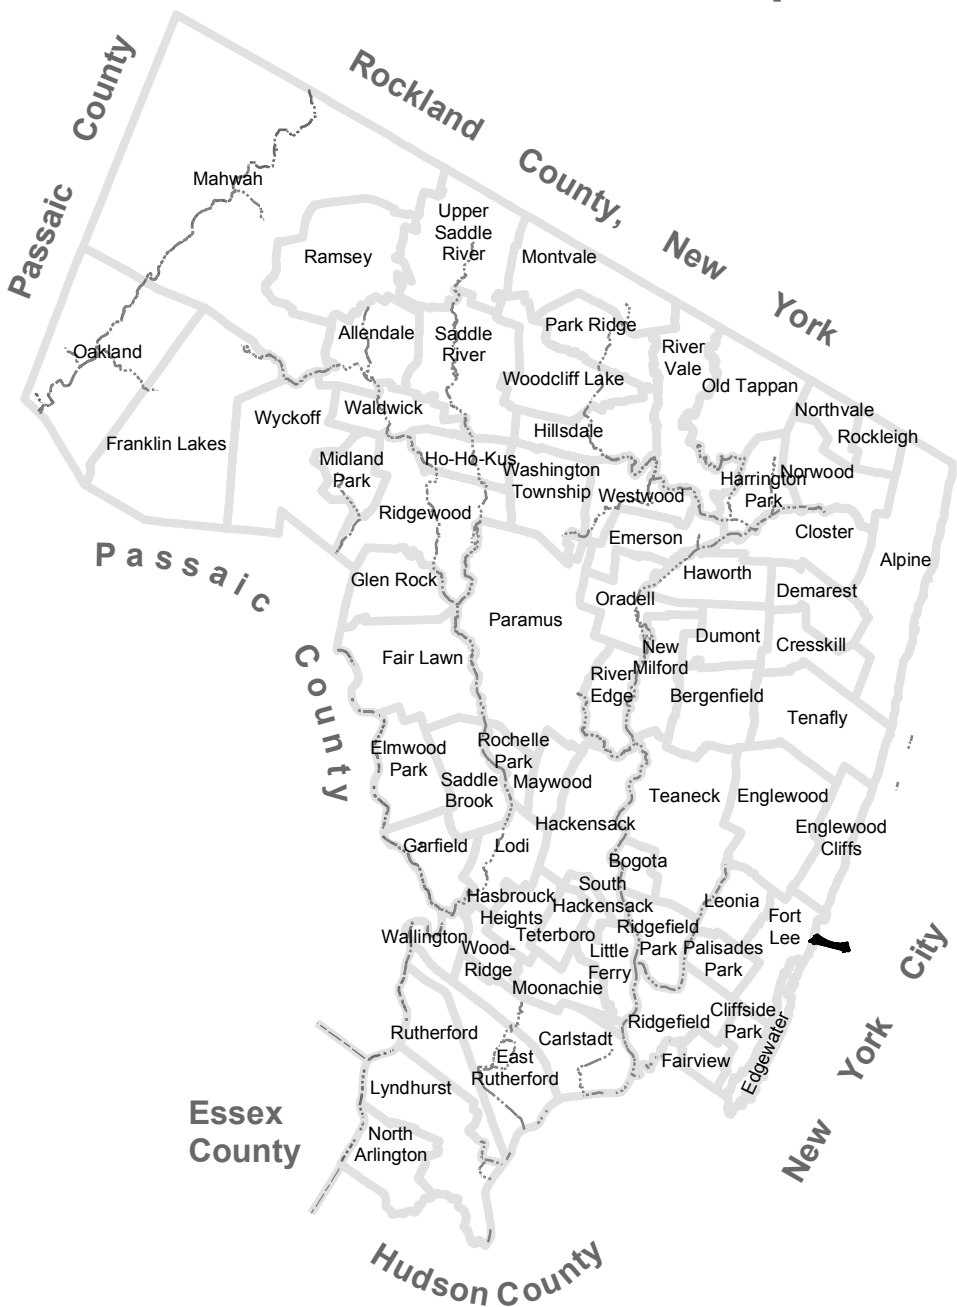 Rockland County, New York
Passaic County
Mahwah
Upper
Saddle
River
Ramsey
Montvale
Park Ridge
Allendale
Saddle
River
River
Vale
Oakland
Woodcliff Lake
Old Tappan
Wyckoff
Waldwick
Northvale
Rockleigh
Franklin Lakes
Hillsdale
Midland
Park
Ho-Ho-Kus
Washington
Township
Westwood
Harrington
Park
Norwood
Ridgewood
Emerson
Closter
Alpine
Passaic County
Glen Rock
Haworth
Demarest
Oradell
Paramus
Dumont
Cresskill
Fair Lawn
New
Milford
River
Edge
Bergenfield
Tenafly
Elmwood
Park
Rochelle
Park
Saddle
Brook
Maywood
Teaneck
Englewood
Hackensack
Englewood
Cliffs
Garfield
Lodi
Bogota
South
Hackensack
Hasbrouck
Heights
Leonia
Fort
Lee
Wallington
Wood-
Ridge
Teterboro
Little
Ferry
Ridgefield
Park
Palisades
Park
Moonachie
Rutherford
Carlstadt
Ridgefield
Cliffside
Park
Edgewater
East
Rutherford
Fairview
Lyndhurst
North
Arlington
Essex
County
New York City
Hudson County